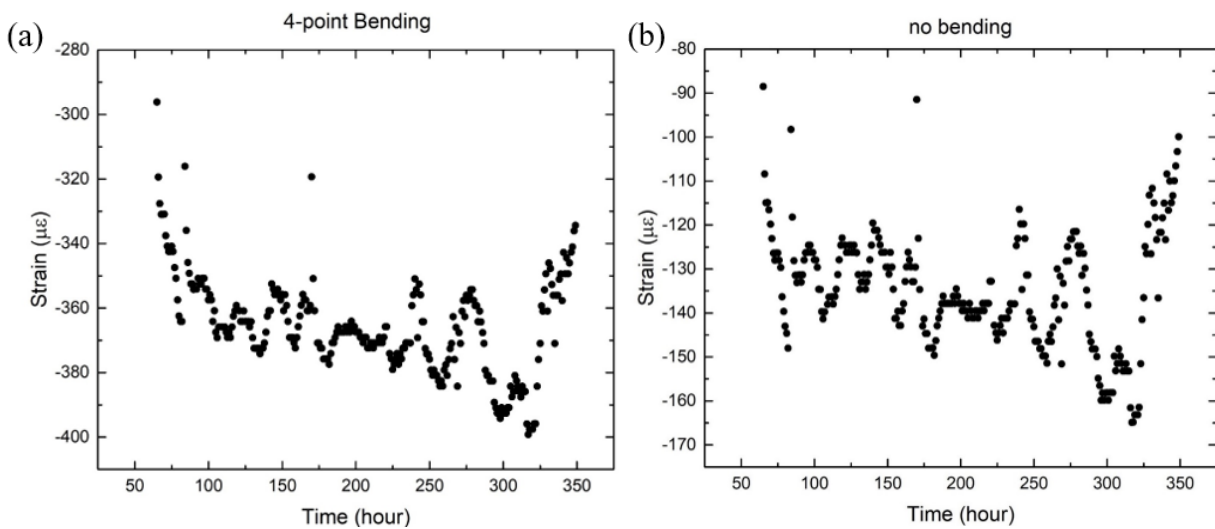 (a)
4-point Bending
-280
-300
-320
-340
-360
-380
-400
Strain (με)
50 100 150 200 250 300 350
Time (hour)
(b)
no bending
-80
-90
-100
-110
-120
-130
-140
-150
-160
-170
Strain (με)
50 100 150 200 250 300 350
Time (hour)